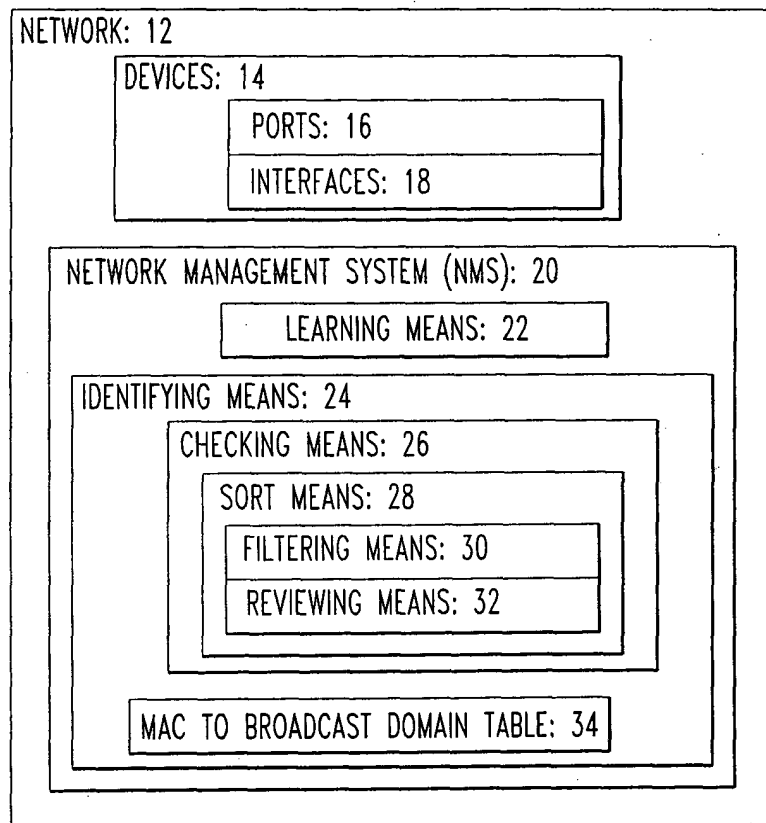 NETWORK: 12
DEVICES: 14
PORTS: 16
INTERFACES: 18
NETWORK MANAGEMENT SYSTEM (NMS): 20
LEARNING MEANS: 22
IDENTIFYING MEANS: 24
CHECKING MEANS: 26
SORT MEANS: 28
FILTERING MEANS: 30
REVIEWING MEANS: 32
MAC TO BROADCAST DOMAIN TABLE: 34